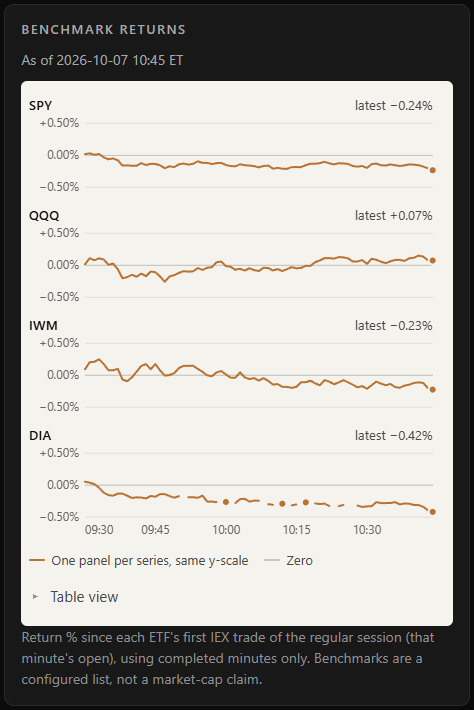 BENCHMARK RETURNS
As of 2026-10-07 10:45 ET
SPY latest −0.24%
+0.50%
0.00%
−0.50%
QQQ latest +0.07%
+0.50%
0.00%
−0.50%
IWM latest −0.23%
+0.50%
0.00%
−0.50%
DIA latest −0.42%
+0.50%
0.00%
−0.50%
09:30 09:45 10:00 10:15 10:30
One panel per series, same y-scale Zero
Table view
Return % since each ETF's first IEX trade of the regular session (that
minute's open), using completed minutes only. Benchmarks are a
configured list, not a market-cap claim.